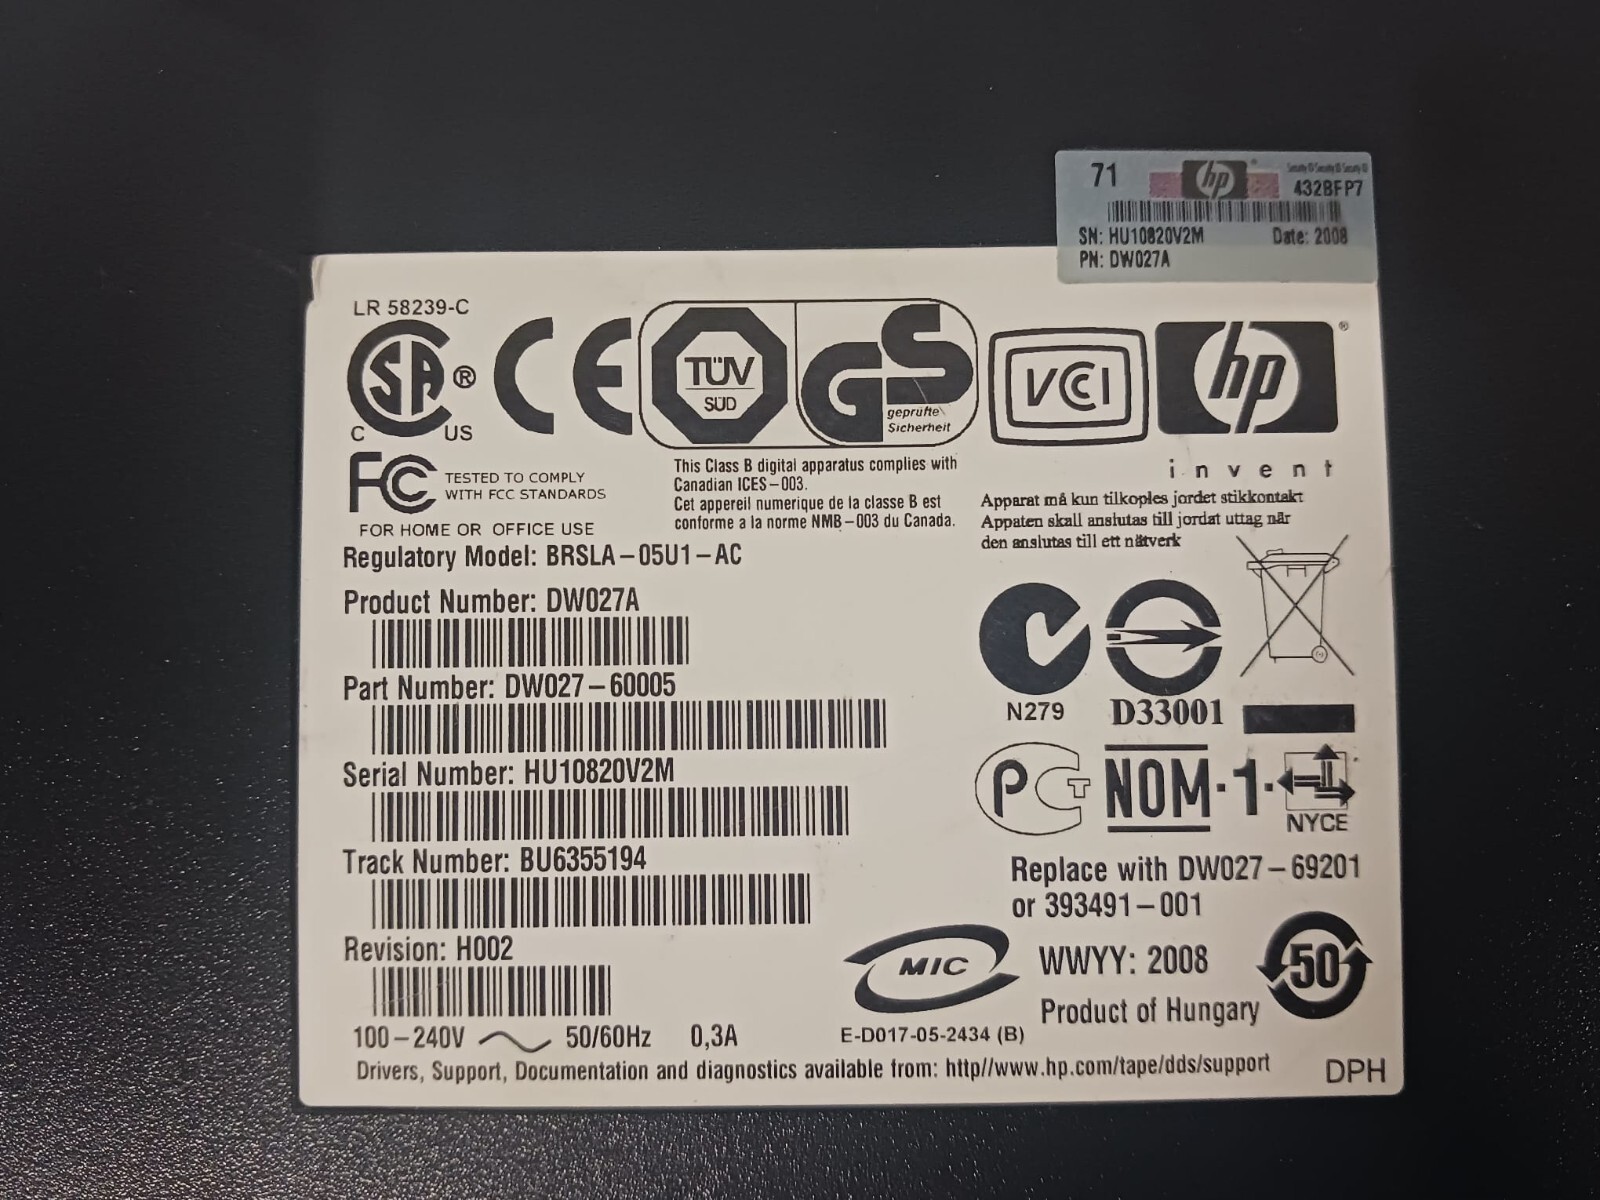 71
hp
432BFP7
SN: HU10820V2M Date: 2008
PN: DW027A
LR 58239-C
SA ®
C US
CE
TÜV
SÜD
GS
geprüfte
Sicherheit
VCCI
hp ®
invent
FCC TESTED TO COMPLY
WITH FCC STANDARDS
FOR HOME OR OFFICE USE
This Class B digital apparatus complies with
Canadian ICES-003.
Cet appereil numerique de la classe B est
conforme a la norme NMB-003 du Canada.
Apparat må kun tilkoples jordet stikkontakt
Appaten skall anslutas till jordat uttag når
den anslutas till ett nätverk
Regulatory Model: BRSLA-05U1-AC
Product Number: DW027A
Part Number: DW027-60005
Serial Number: HU10820V2M
Track Number: BU6355194
Revision: H002
N279
D33001
PCT
NOM-1-
NYCE
Replace with DW027-69201
or 393491-001
MIC
WWYY: 2008
50
Product of Hungary
E-D017-05-2434 (B)
100-240V 50/60Hz 0,3A
Drivers, Support, Documentation and diagnostics available from: http//www.hp.com/tape/dds/support
DPH